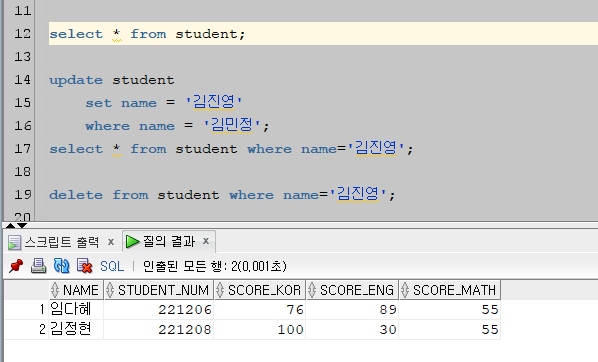 11
12 select * from student;
13
14 update student
15 set name = '김진영'
16 where name = '김민정';
17 select * from student where name='김진영';
18
19 delete from student where name='김진영';
20
스크립트 출력 x 질의 결과 x
SQL | 인출된 모든 행: 2(0,001초)
NAME STUDENT_NUM SCORE_KOR SCORE_ENG SCORE_MATH
1 임다혜 221206 76 89 55
2 김정현 221208 100 30 55